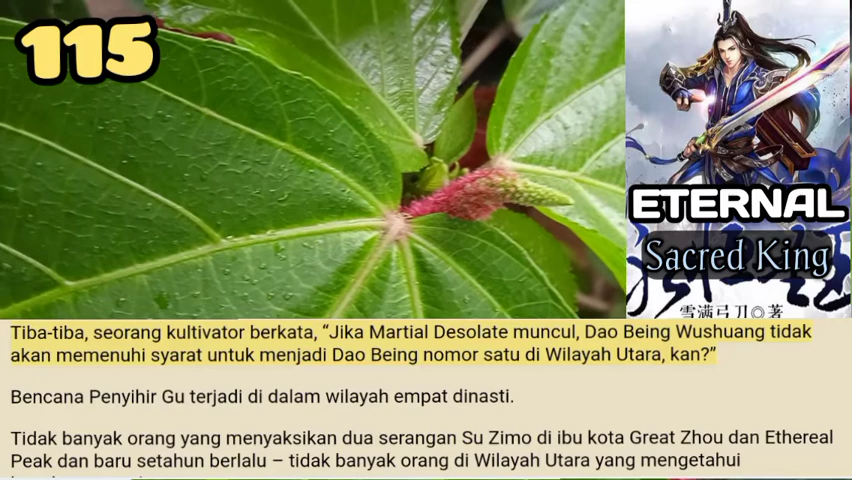 115
ETERNAL
Sacred King
雪满弓刀◎著
Tiba-tiba, seorang kultivator berkata, “Jika Martial Desolate muncul, Dao Being Wushuang tidak
akan memenuhi syarat untuk menjadi Dao Being nomor satu di Wilayah Utara, kan?”
Bencana Penyihir Gu terjadi di dalam wilayah empat dinasti.
Tidak banyak orang yang menyaksikan dua serangan Su Zimo di ibu kota Great Zhou dan Ethereal
Peak dan baru setahun berlalu – tidak banyak orang di Wilayah Utara yang mengetahui